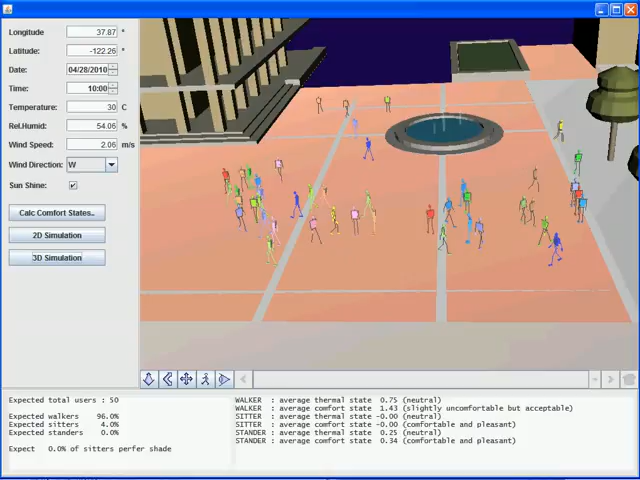 Longitude 37.87 °
Latitude: -122.26 °
Date: 04/28/2010
Time: 10:00
Temperature: 30 C
Rel.Humid: 54.06 %
Wind Speed: 2.06 m/s
Wind Direction: W
Sun Shine:
Calc Comfort States..
2D Simulation
3D Simulation
Expected total users : 50
Expected walkers 96.0%
Expected sitters 4.0%
Expected standers 0.0%
Expect 0.0% of sitters perfer shade
WALKER : average thermal state 0.75 (neutral)
WALKER : average comfort state 1.43 (slightly uncomfortable but acceptable)
SITTER : average thermal state -0.00 (neutral)
SITTER : average comfort state -0.00 (comfortable and pleasant)
STANDER : average thermal state 0.25 (neutral)
STANDER : average comfort state 0.34 (comfortable and pleasant)